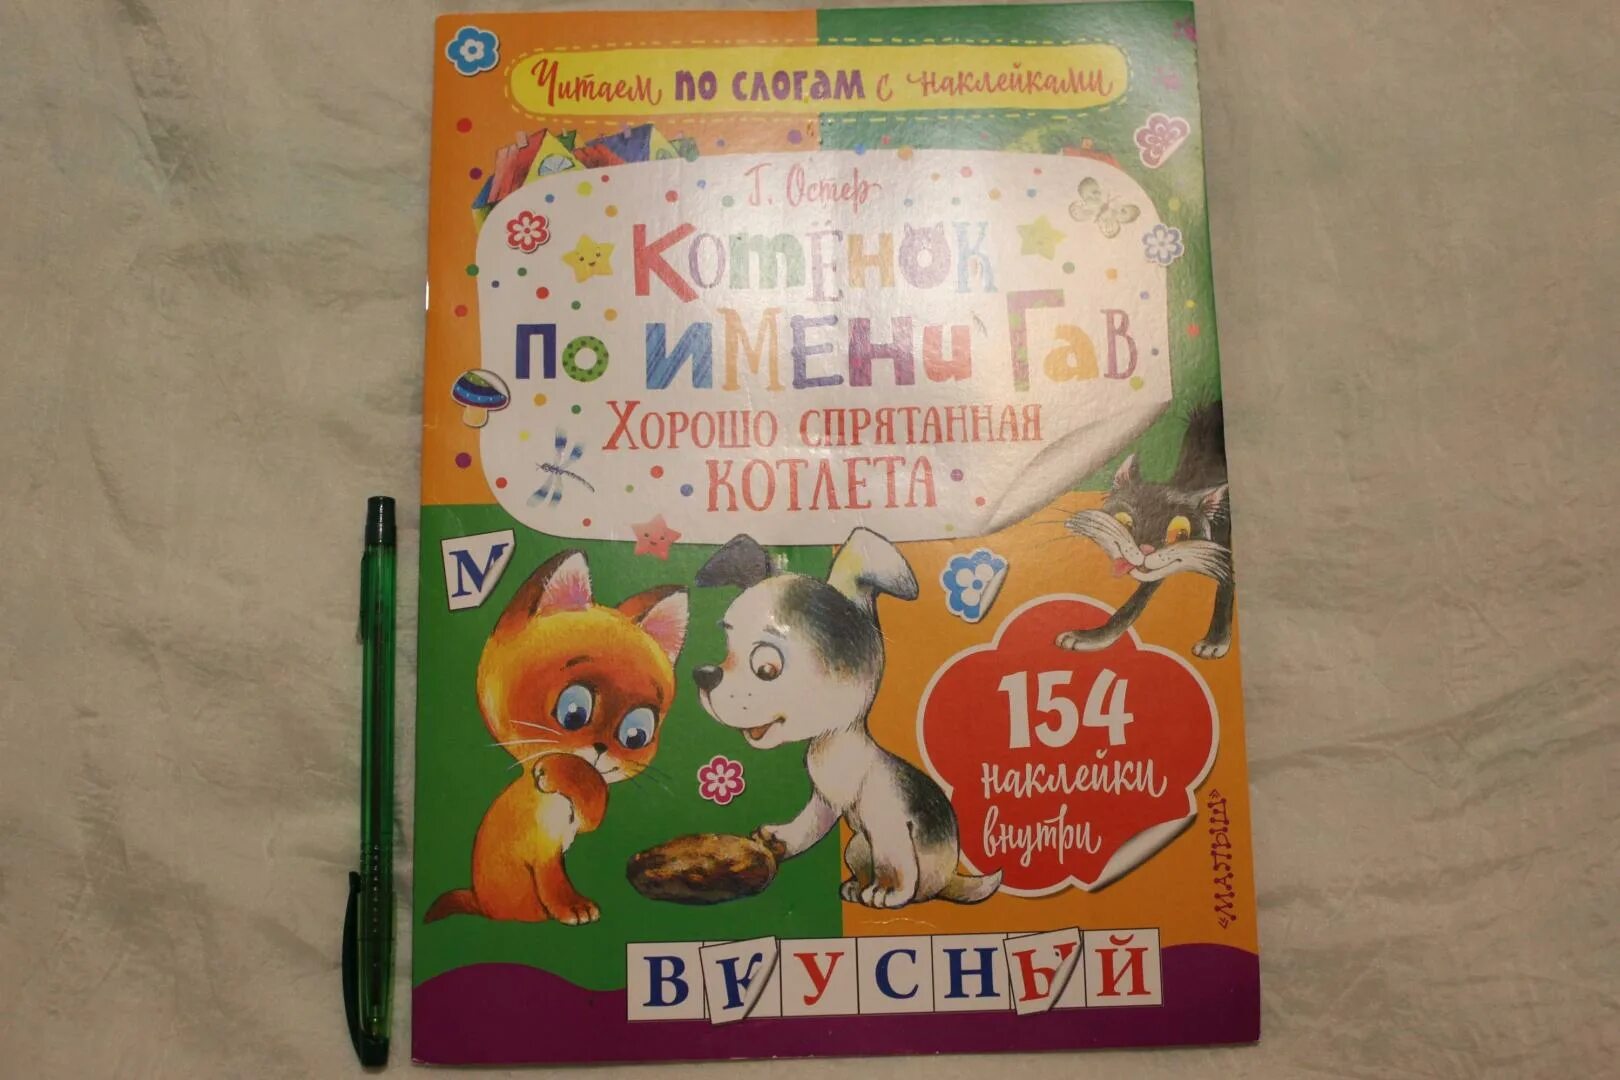 Читаем по слогам с наклейками
Г. Остер
Котёнок
по имени Гав
Хорошо спрятанная
котлета
М
154
наклейки
внутри
«МАЛЫШ»
ВКУСНЫЙ